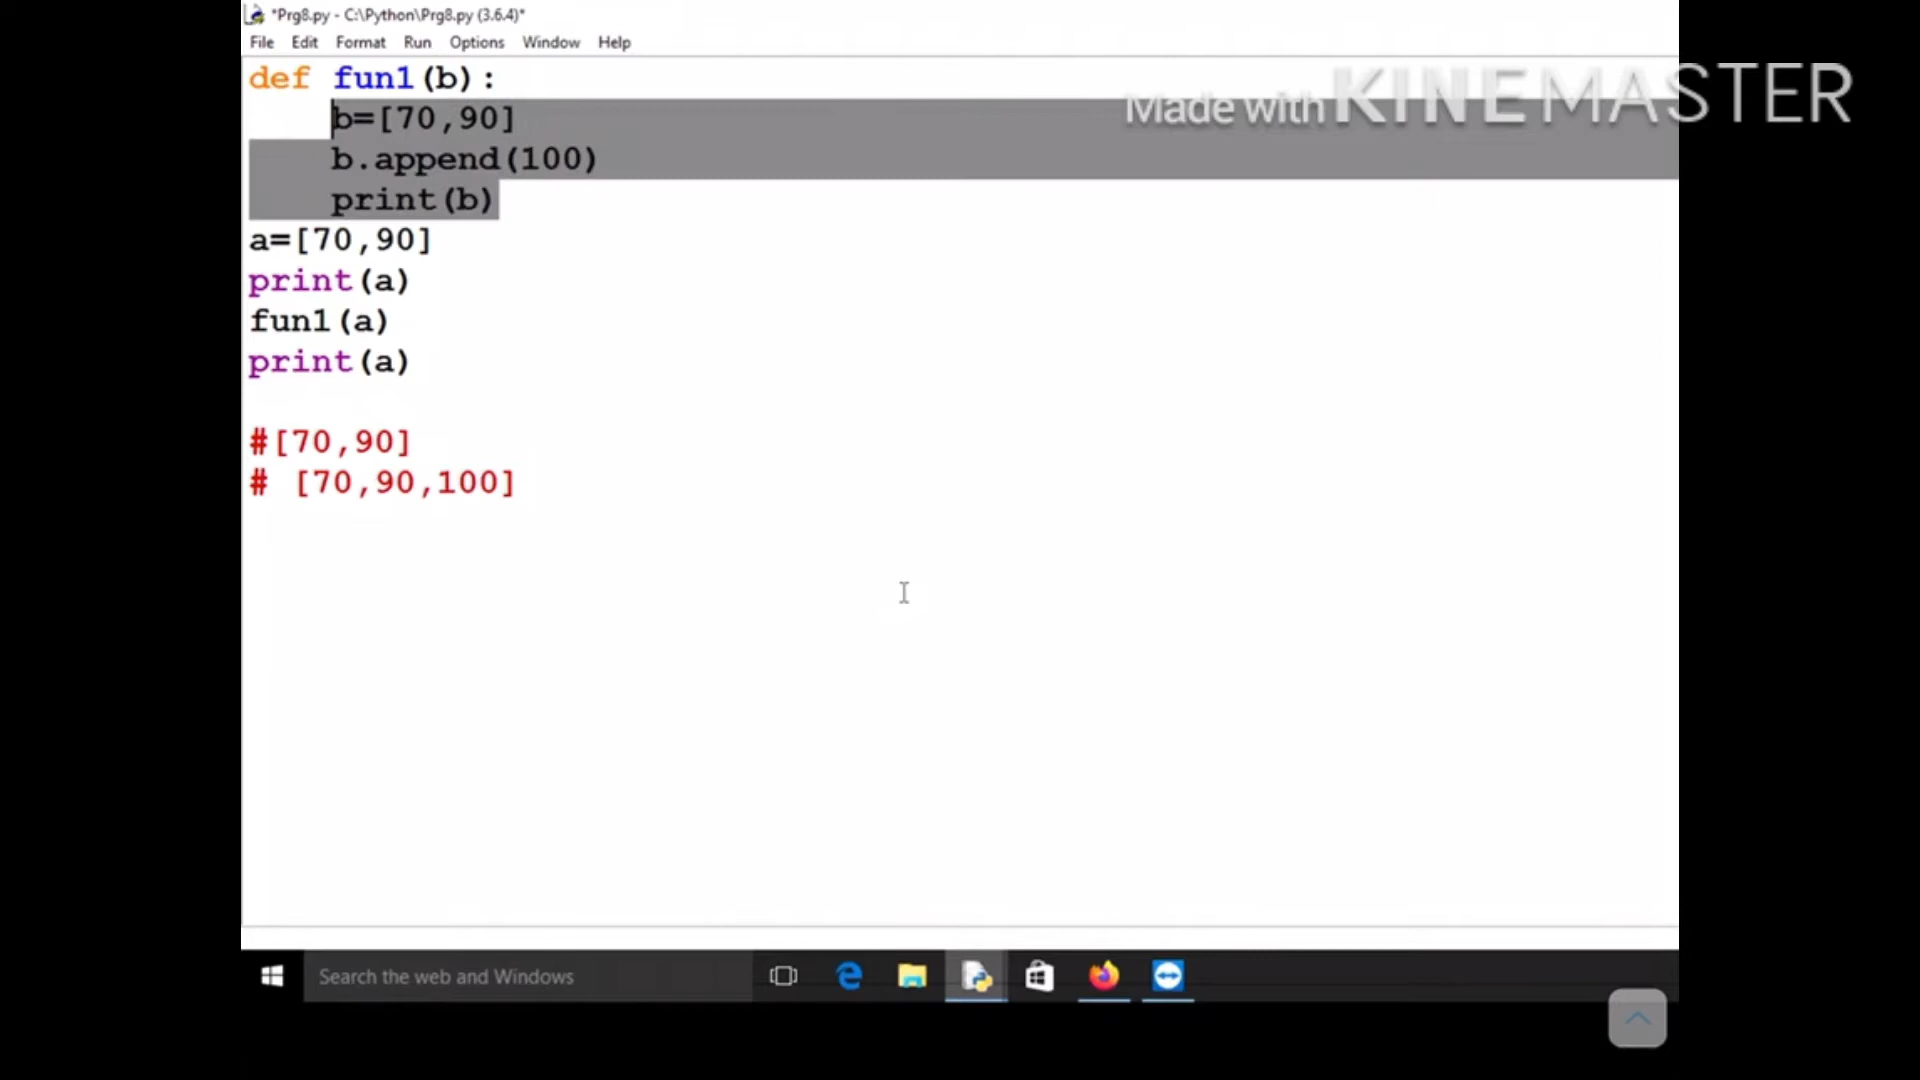 *Prg8.py - C:\Python\Prg8.py (3.6.4)*
File Edit Format Run Options Window Help
Made with KINEMASTER
def fun1(b):
    b=[70,90]
    b.append(100)
    print(b)
a=[70,90]
print(a)
fun1(a)
print(a)
#[70,90]
# [70,90,100]
Search the web and Windows